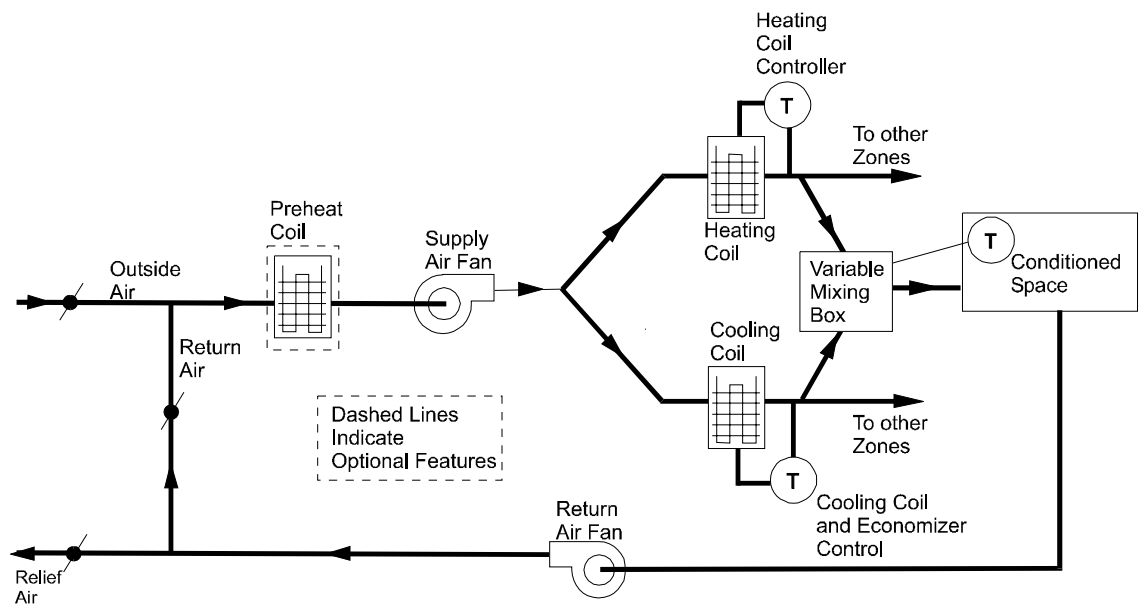 Heating
Coil
Controller
T
To other
Zones
Preheat
Coil
Supply
Air Fan
Heating
Coil
T
Conditioned
Space
Outside
Air
Variable
Mixing
Box
Return
Air
Cooling
Coil
Dashed Lines
Indicate
Optional Features
To other
Zones
T
Cooling Coil
and Economizer
Control
Return
Air Fan
Relief
Air